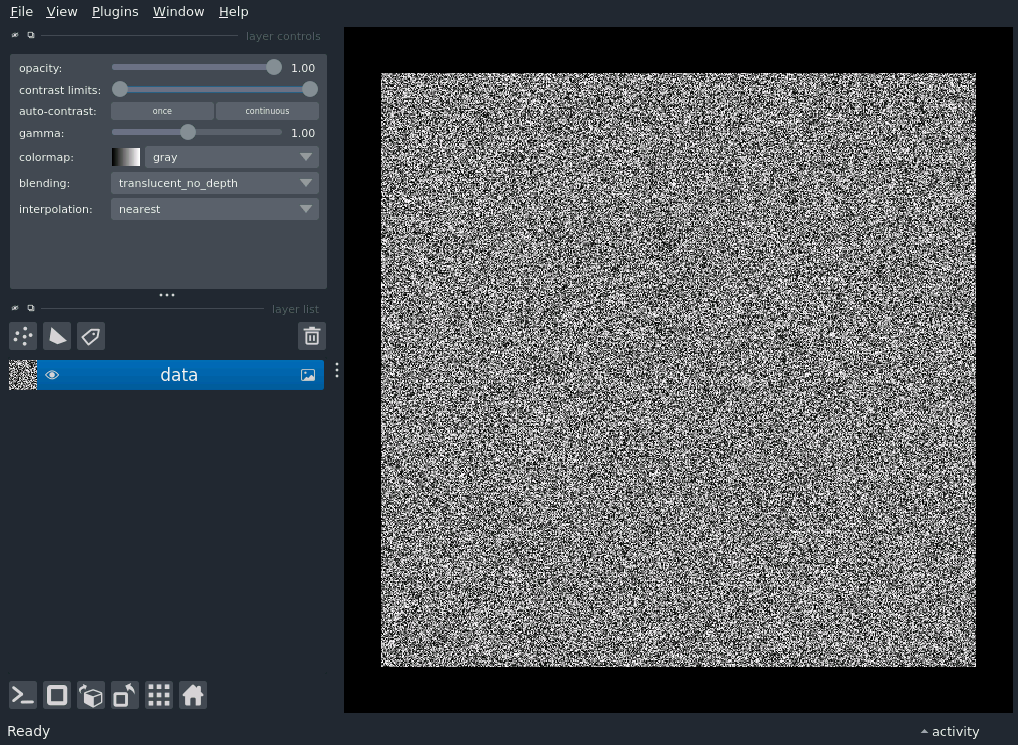 File View Plugins Window Help
layer controls
opacity: 1.00
contrast limits:
auto-contrast: once continuous
gamma: 1.00
colormap: gray
blending: translucent_no_depth
interpolation: nearest
layer list
data
Ready activity